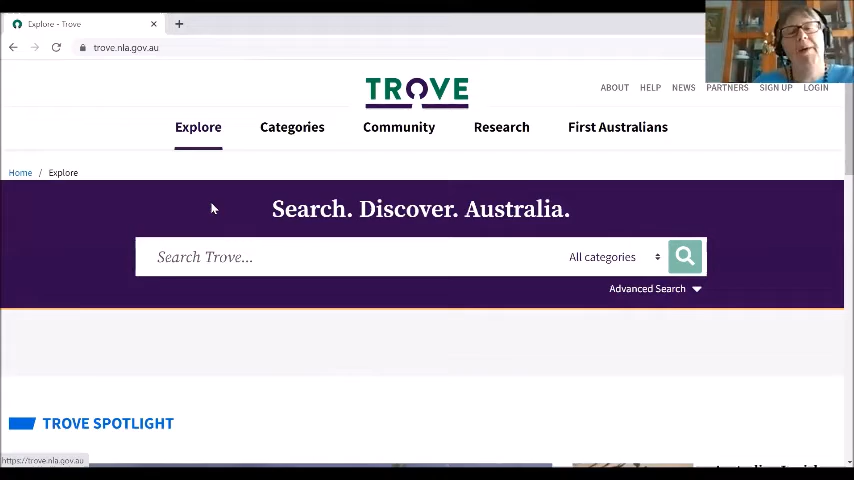 Explore - Trove
trove.nla.gov.au
TROVE
ABOUT HELP NEWS PARTNERS SIGN UP LOGIN
Explore Categories Community Research First Australians
Home / Explore
Search. Discover. Australia.
Search Trove... All categories
Advanced Search
TROVE SPOTLIGHT
https://trove.nla.gov.au